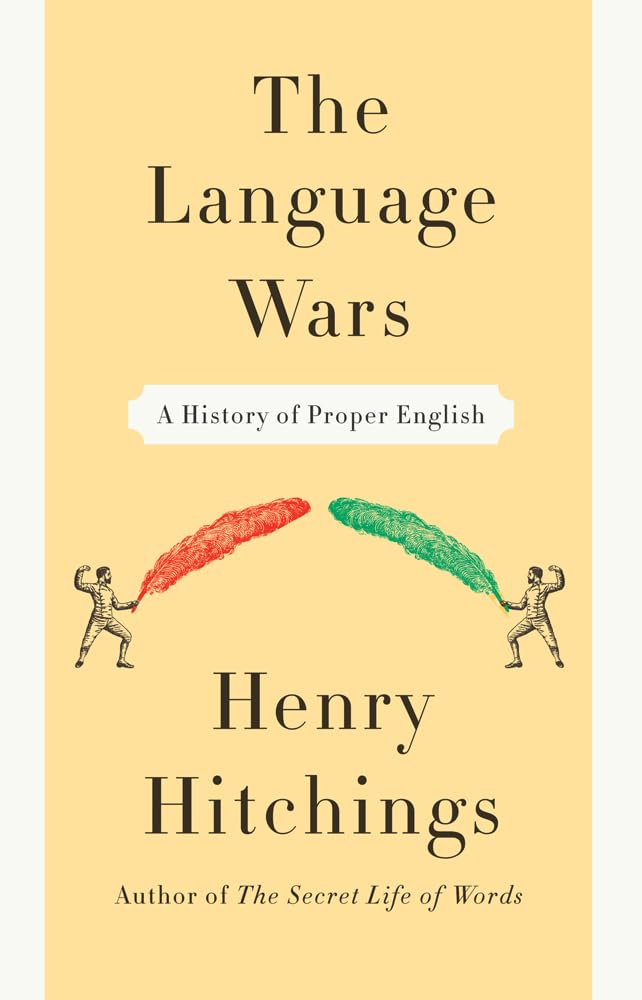 The
Language
Wars
A History of Proper English
Henry
Hitchings
Author of The Secret Life of Words